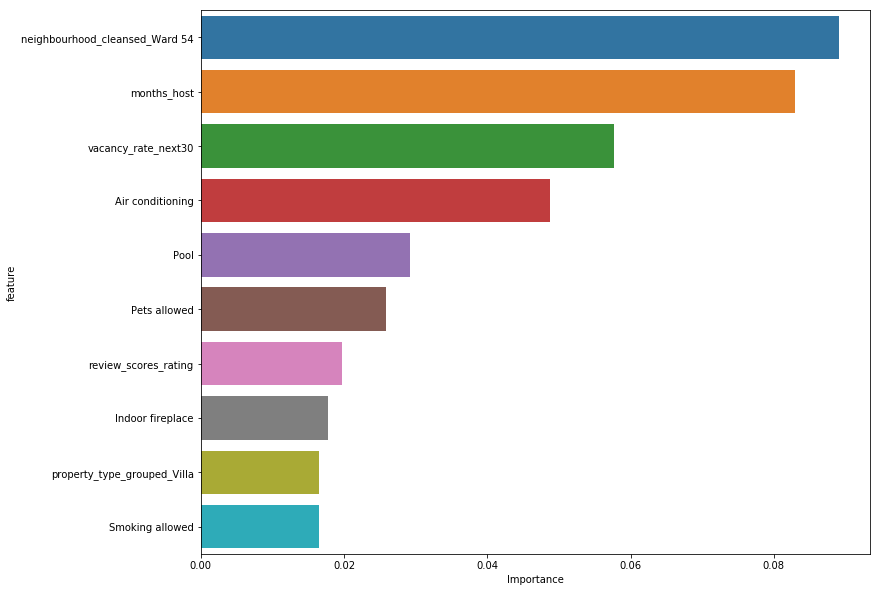 neighbourhood_cleansed_Ward 54
months_host
vacancy_rate_next30
Air conditioning
Pool
Pets allowed
review_scores_rating
Indoor fireplace
property_type_grouped_Villa
Smoking allowed
feature
0.00 0.02 0.04 0.06 0.08
Importance